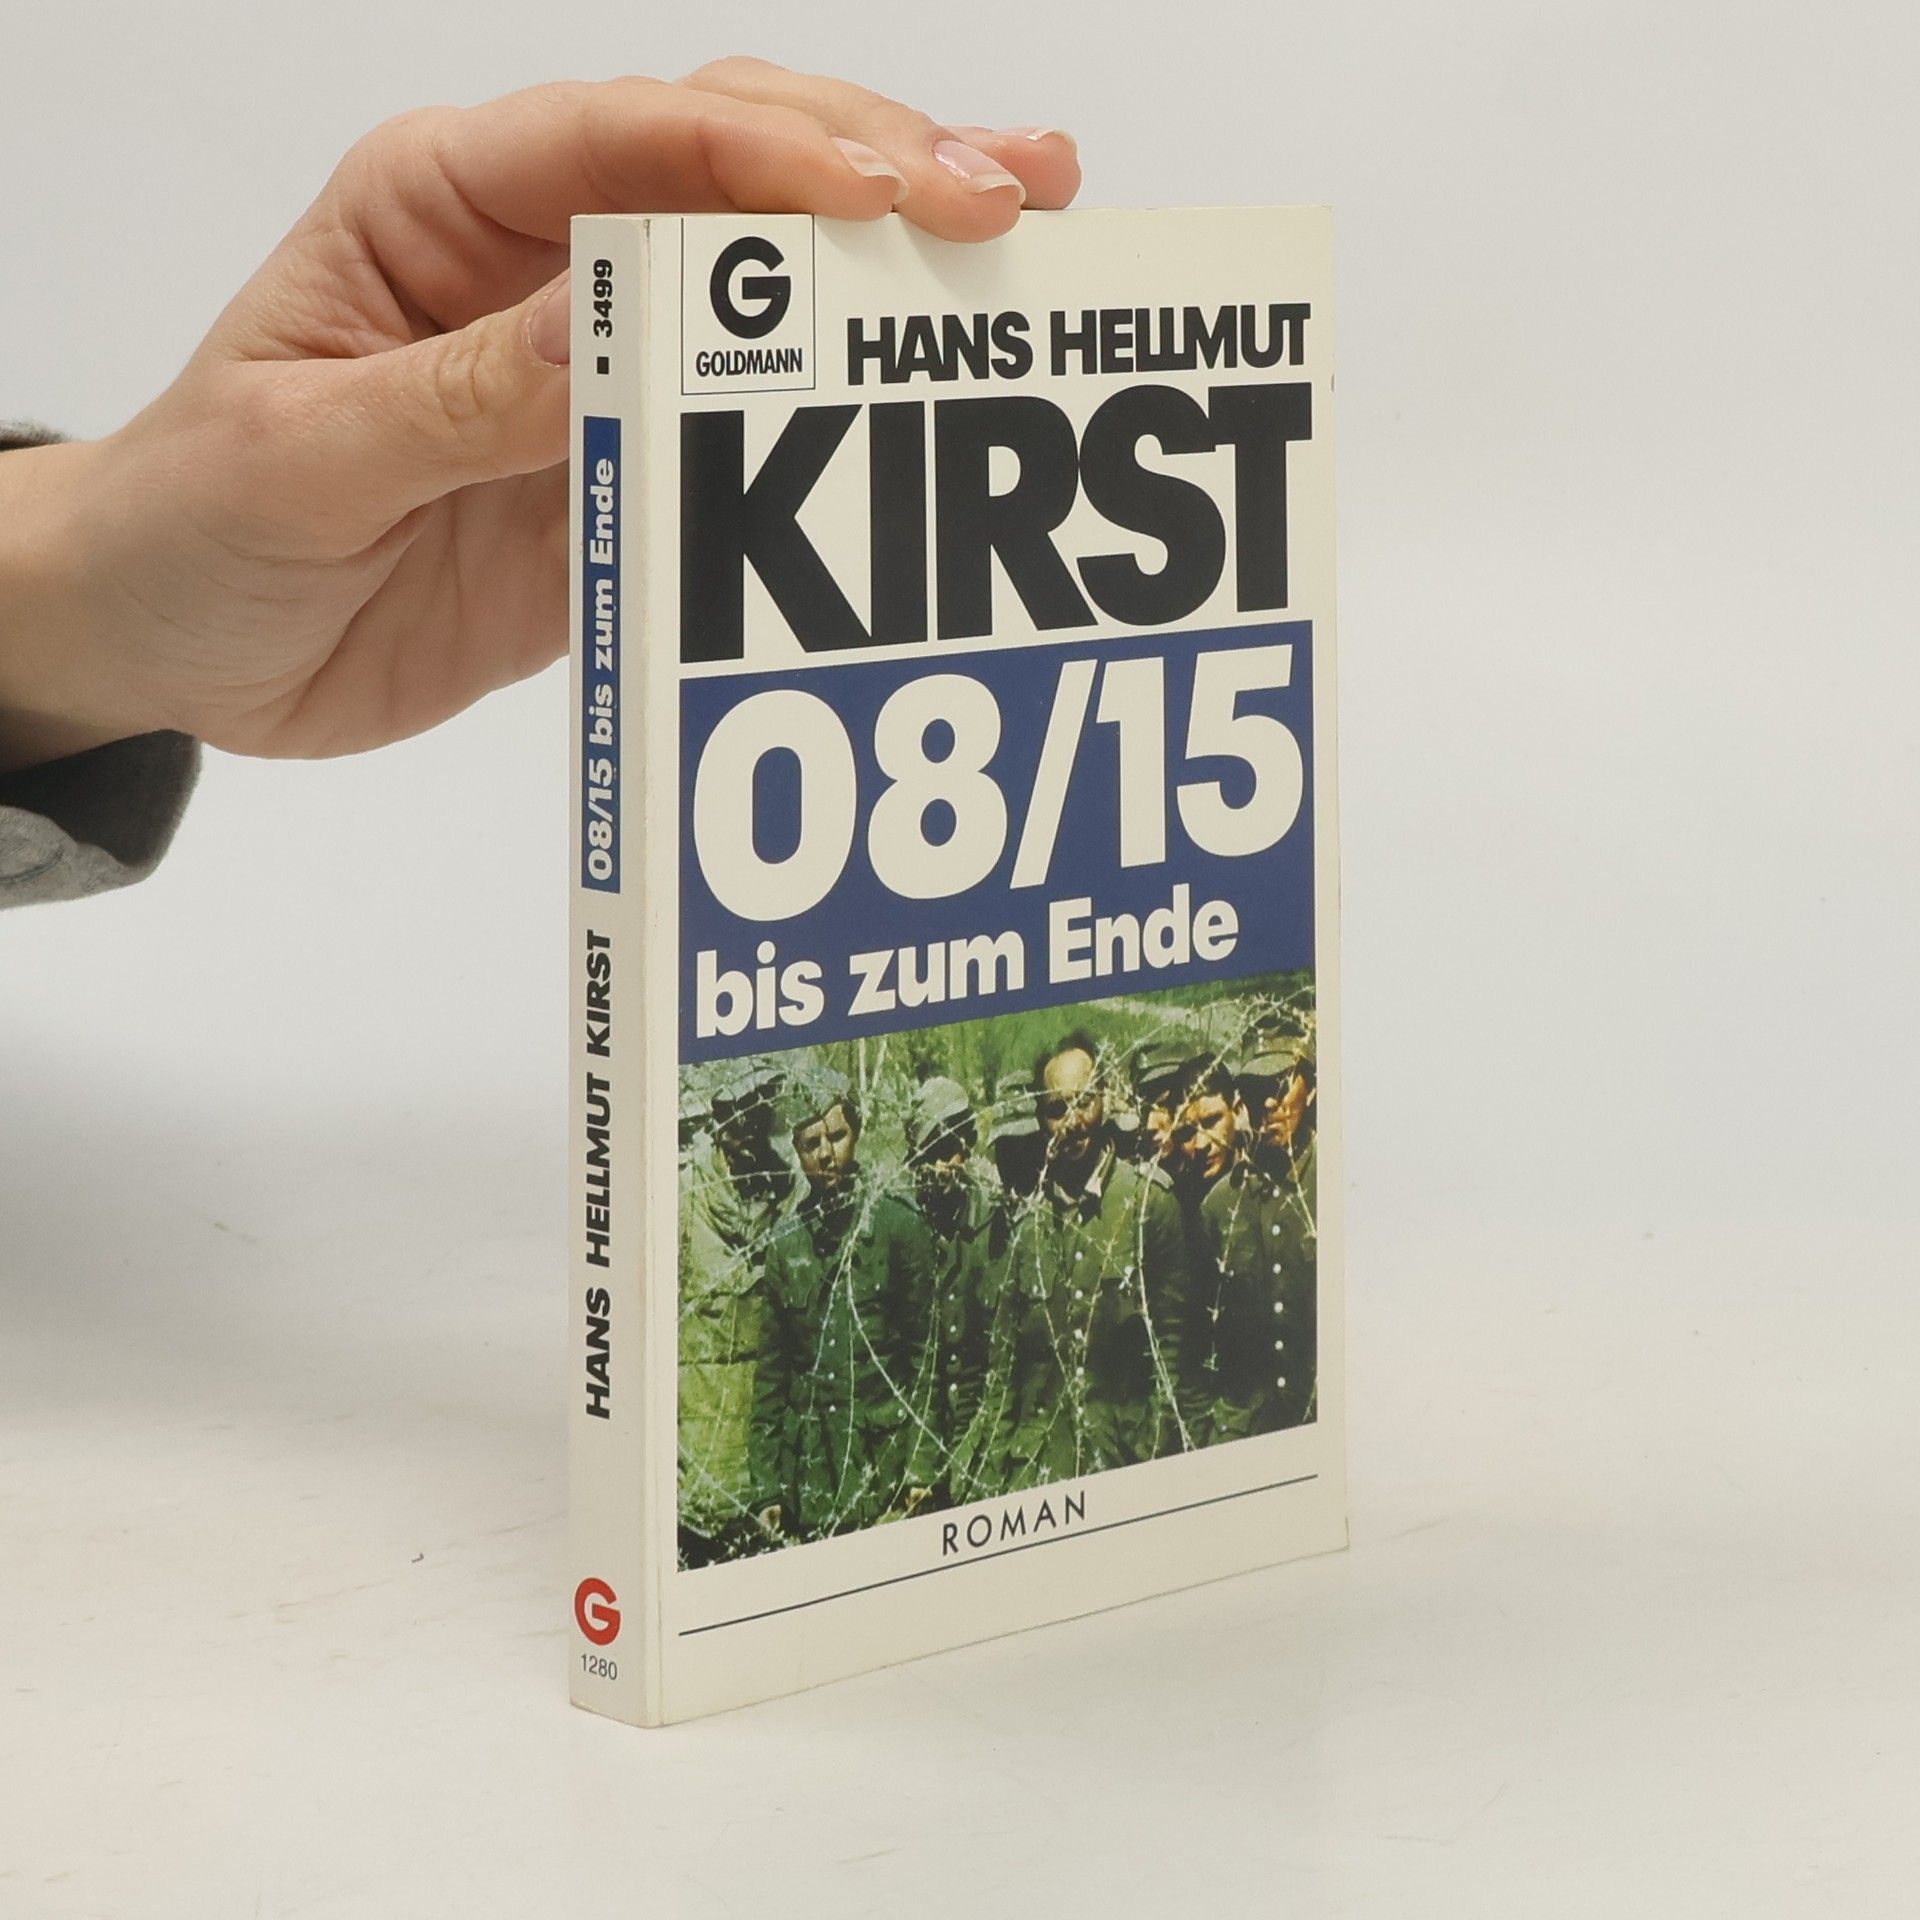 G
GOLDMANN
HANS HELLMUT
KIRST
08/15
bis zum Ende
ROMAN
3499
08/15 bis zum Ende
HANS HELLMUT KIRST
G
1280